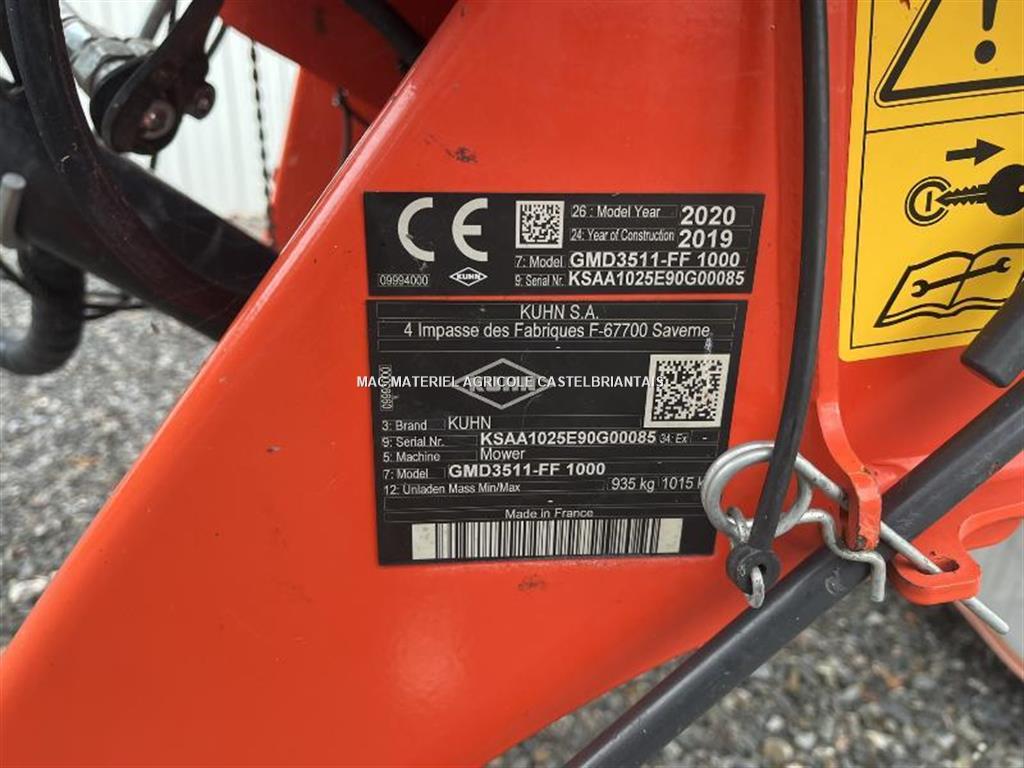 CE
26: Model Year 2020
24: Year of Construction 2019
7: Model GMD3511-FF 1000
09994000 KUHN 9: Serial Nr. KSAA1025E90G00085
KUHN S.A.
4 Impasse des Fabriques F-67700 Saverne
MAC MATERIEL AGRICOLE CASTELBRIANTAIS
KUHN
3: Brand KUHN
9: Serial Nr. KSAA1025E90G00085 34: Ex -
5: Machine Mower
7: Model GMD3511-FF 1000 -
12: Unladen Mass Min/Max 935 kg 1015
Made in France